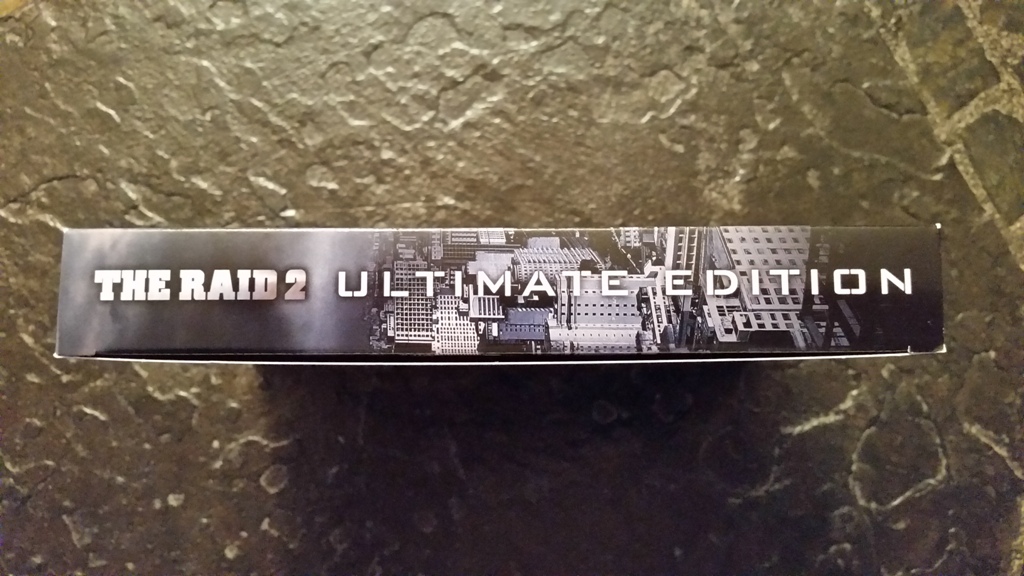 THE RAID 2 ULTIMATE EDITION